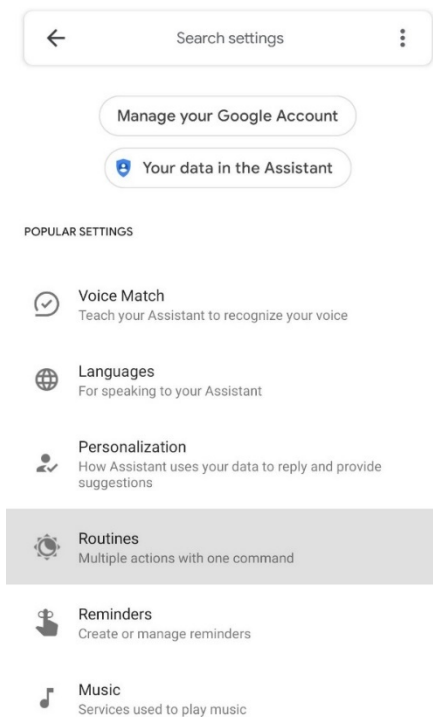 Search settings
Manage your Google Account
Your data in the Assistant
POPULAR SETTINGS
Voice Match
Teach your Assistant to recognize your voice
Languages
For speaking to your Assistant
Personalization
How Assistant uses your data to reply and provide
suggestions
Routines
Multiple actions with one command
Reminders
Create or manage reminders
Music
Services used to play music